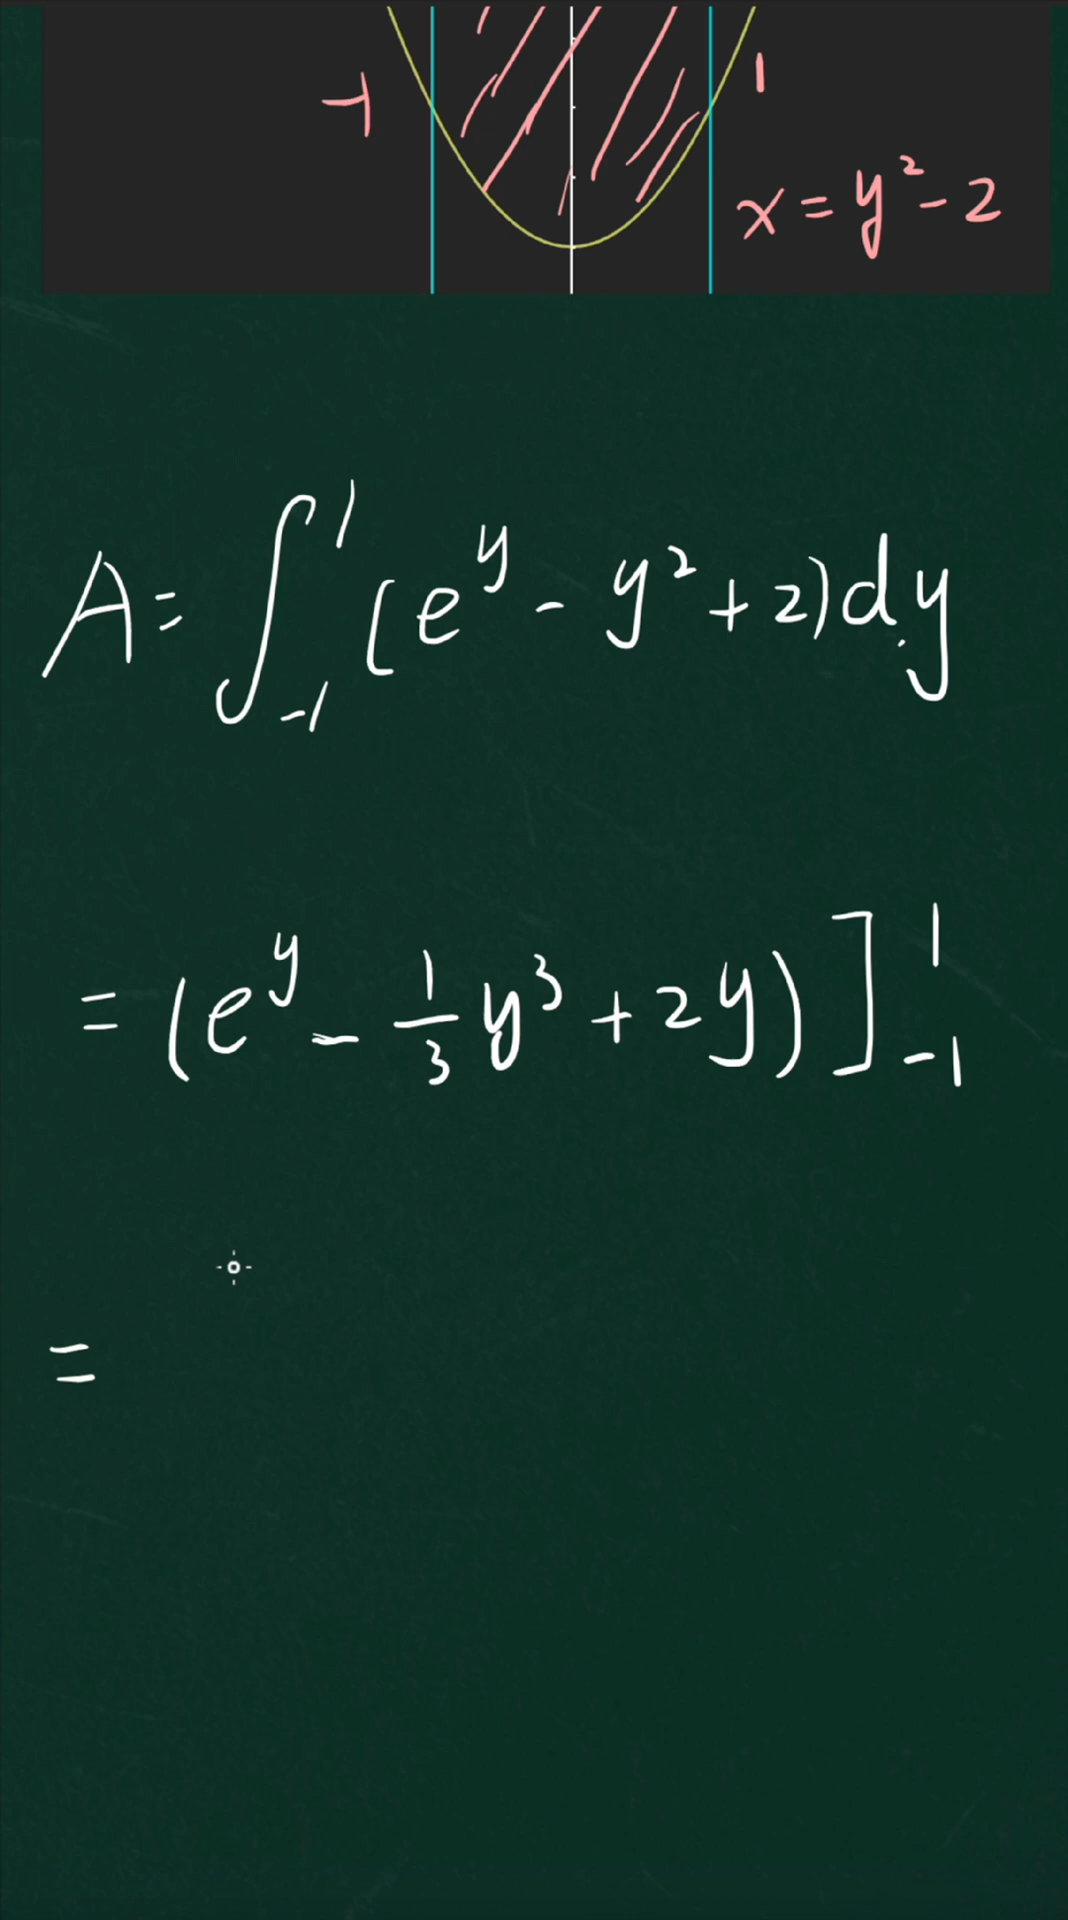 -1
1
x = y² - 2
A = ∫₋₁¹ (e^y - y² + 2) dy
= (e^y - 1/3 y³ + 2y) ]₋₁¹
=